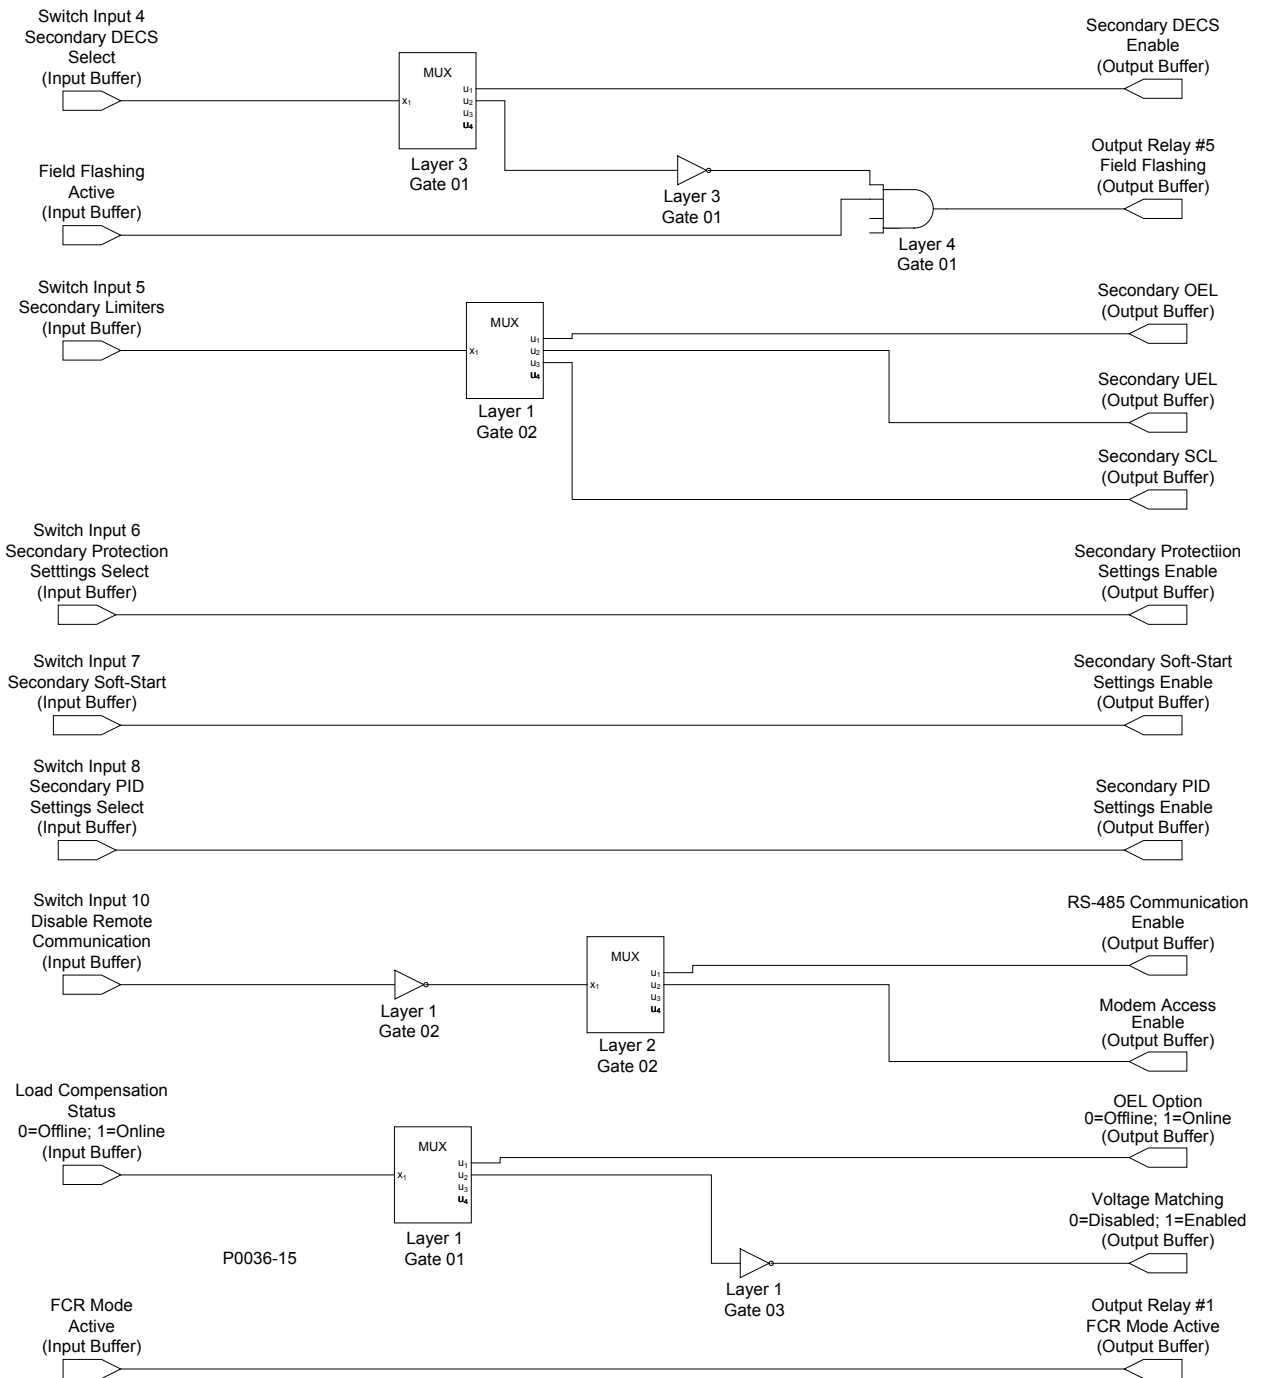 Switch Input 4
Secondary DECS
Select
(Input Buffer)
MUX
x₁
u₁
u₂
u₃
u₄
Layer 3
Gate 01
Secondary DECS
Enable
(Output Buffer)
Field Flashing
Active
(Input Buffer)
Layer 3
Gate 01
Layer 4
Gate 01
Output Relay #5
Field Flashing
(Output Buffer)
Switch Input 5
Secondary Limiters
(Input Buffer)
MUX
x₁
u₁
u₂
u₃
u₄
Layer 1
Gate 02
Secondary OEL
(Output Buffer)
Secondary UEL
(Output Buffer)
Secondary SCL
(Output Buffer)
Switch Input 6
Secondary Protection
Setttings Select
(Input Buffer)
Secondary Protectiion
Settings Enable
(Output Buffer)
Switch Input 7
Secondary Soft-Start
(Input Buffer)
Secondary Soft-Start
Settings Enable
(Output Buffer)
Switch Input 8
Secondary PID
Settings Select
(Input Buffer)
Secondary PID
Settings Enable
(Output Buffer)
Switch Input 10
Disable Remote
Communication
(Input Buffer)
Layer 1
Gate 02
MUX
x₁
u₁
u₂
u₃
u₄
Layer 2
Gate 02
RS-485 Communication
Enable
(Output Buffer)
Modem Access
Enable
(Output Buffer)
Load Compensation
Status
0=Offline; 1=Online
(Input Buffer)
MUX
x₁
u₁
u₂
u₃
u₄
Layer 1
Gate 01
OEL Option
0=Offline; 1=Online
(Output Buffer)
Voltage Matching
0=Disabled; 1=Enabled
(Output Buffer)
Layer 1
Gate 03
P0036-15
FCR Mode
Active
(Input Buffer)
Output Relay #1
FCR Mode Active
(Output Buffer)